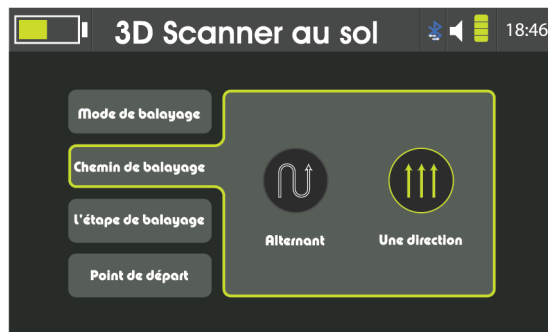 3D Scanner au sol
18:46
Mode de balayage
Chemin de balayage
L'étape de balayage
Point de départ
Alternant
Une direction